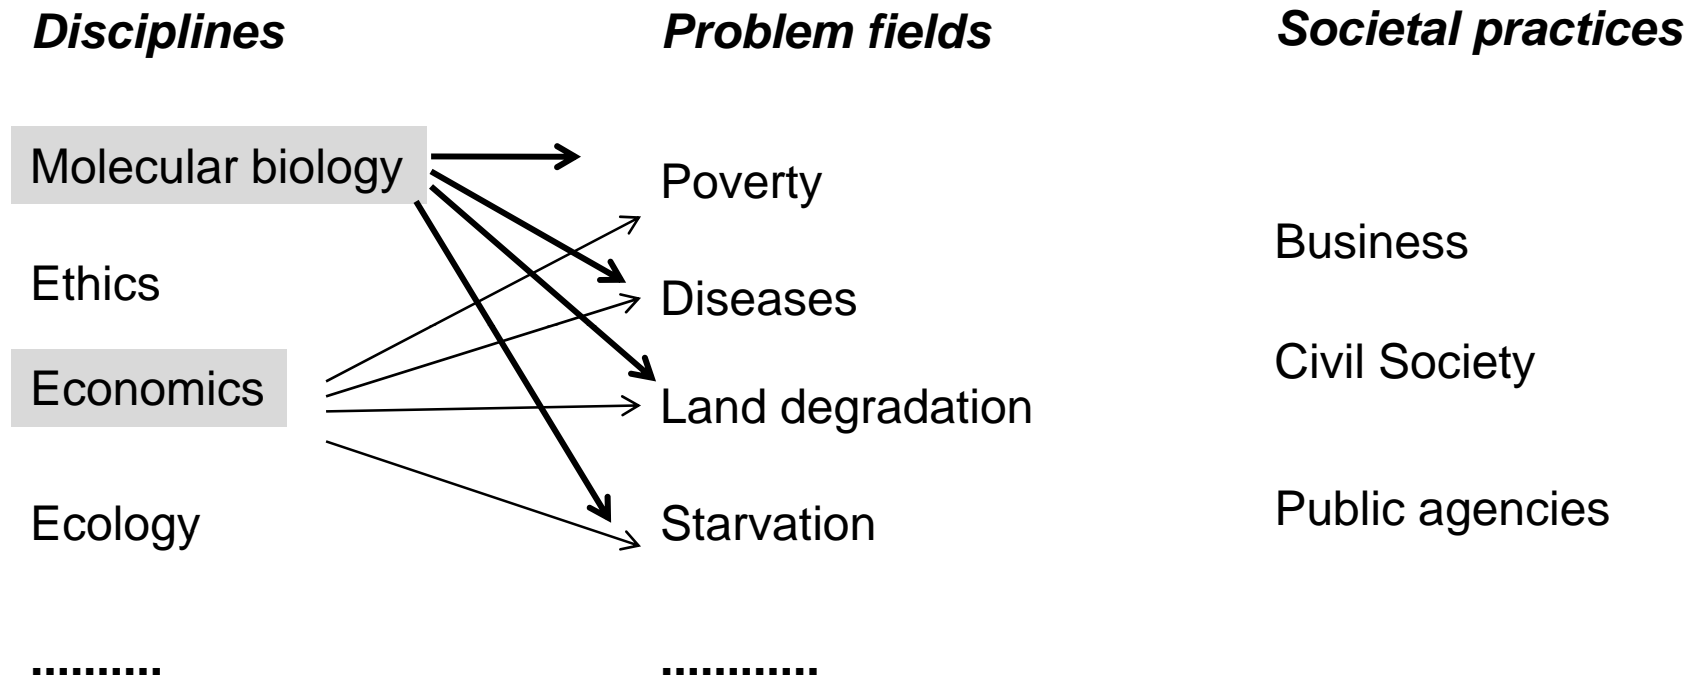 Disciplines
Problem fields
Societal practices
Molecular biology
Poverty
Business
Ethics
Diseases
Civil Society
Economics
Land degradation
Public agencies
Ecology
Starvation
..........
............